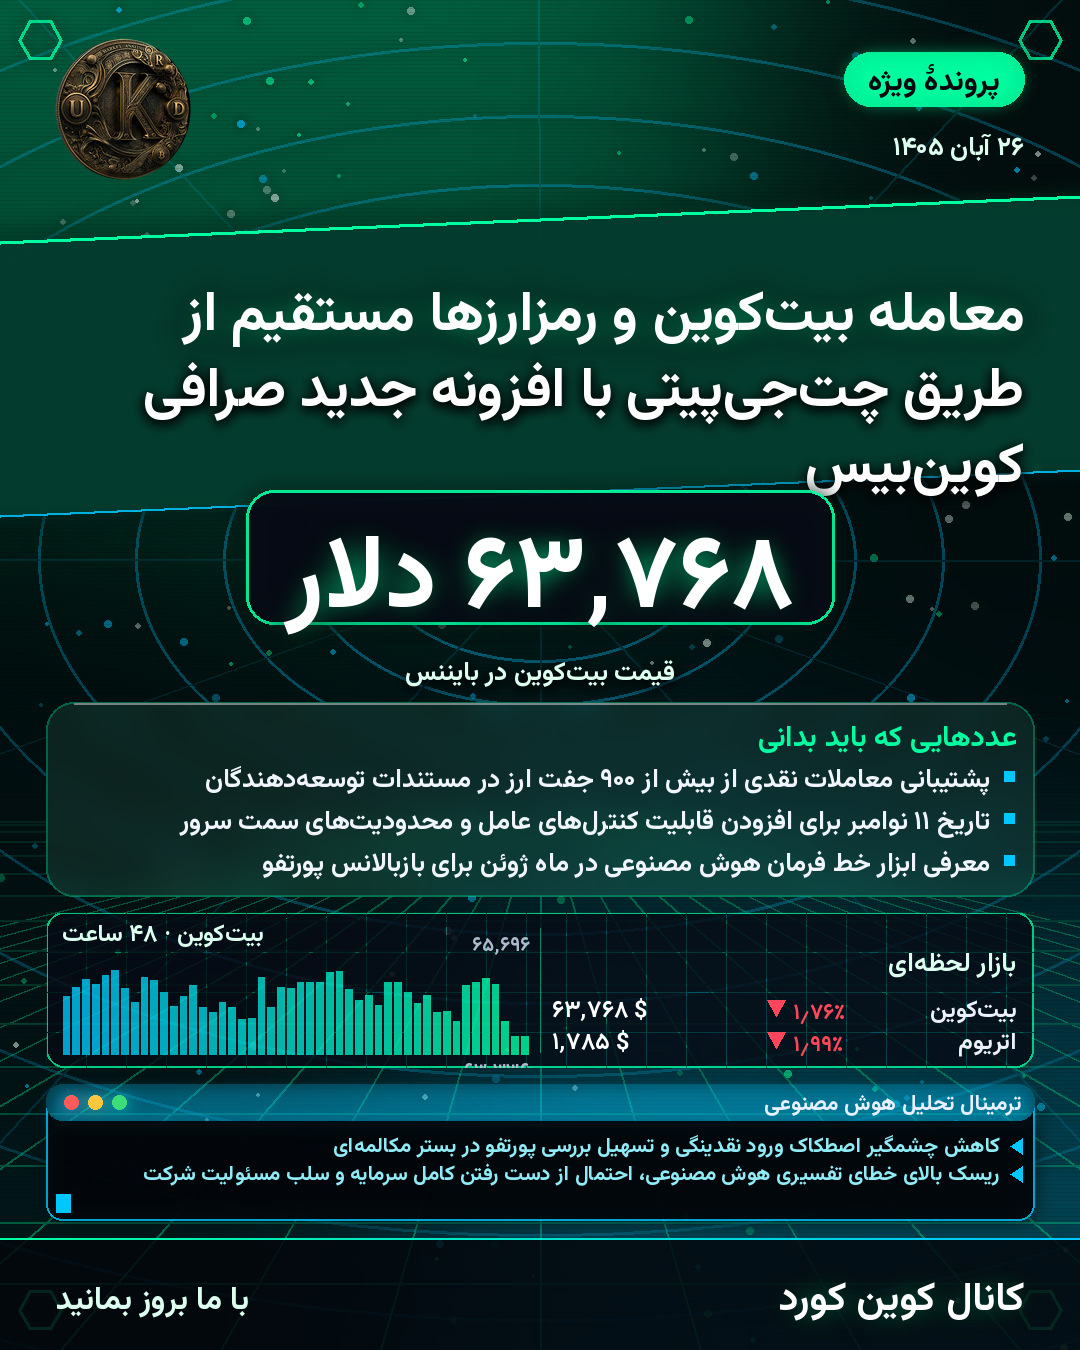 پروندهٔ ویژه
۲۶ آبان ۱۴۰۵
معامله بیت‌کوین و رمزارزها مستقیم از
طریق چت‌جی‌پیتی با افزونه جدید صرافی
کوین‌بیس
۶۳,۷۶۸ دلار
قیمت بیت‌کوین در بایننس
عددهایی که باید بدانی
پشتیبانی معاملات نقدی از بیش از ۹۰۰ جفت ارز در مستندات توسعه‌دهندگان
تاریخ ۱۱ نوامبر برای افزودن قابلیت کنترل‌های عامل و محدودیت‌های سمت سرور
معرفی ابزار خط فرمان هوش مصنوعی در ماه ژوئن برای بازبالانس پورتفو
بازار لحظه‌ای
بیت‌کوین ▼ ۱٫۷۶٪ $ ۶۳,۷۶۸
اتریوم ▼ ۱٫۹۹٪ $ ۱,۷۸۵
بیت‌کوین · ۴۸ ساعت
۶۵,۶۹۶
ترمینال تحلیل هوش مصنوعی
کاهش چشمگیر اصطکاک ورود نقدینگی و تسهیل بررسی پورتفو در بستر مکالمه‌ای
ریسک بالای خطای تفسیری هوش مصنوعی، احتمال از دست رفتن کامل سرمایه و سلب مسئولیت شرکت
کانال کوین کورد
با ما بروز بمانید